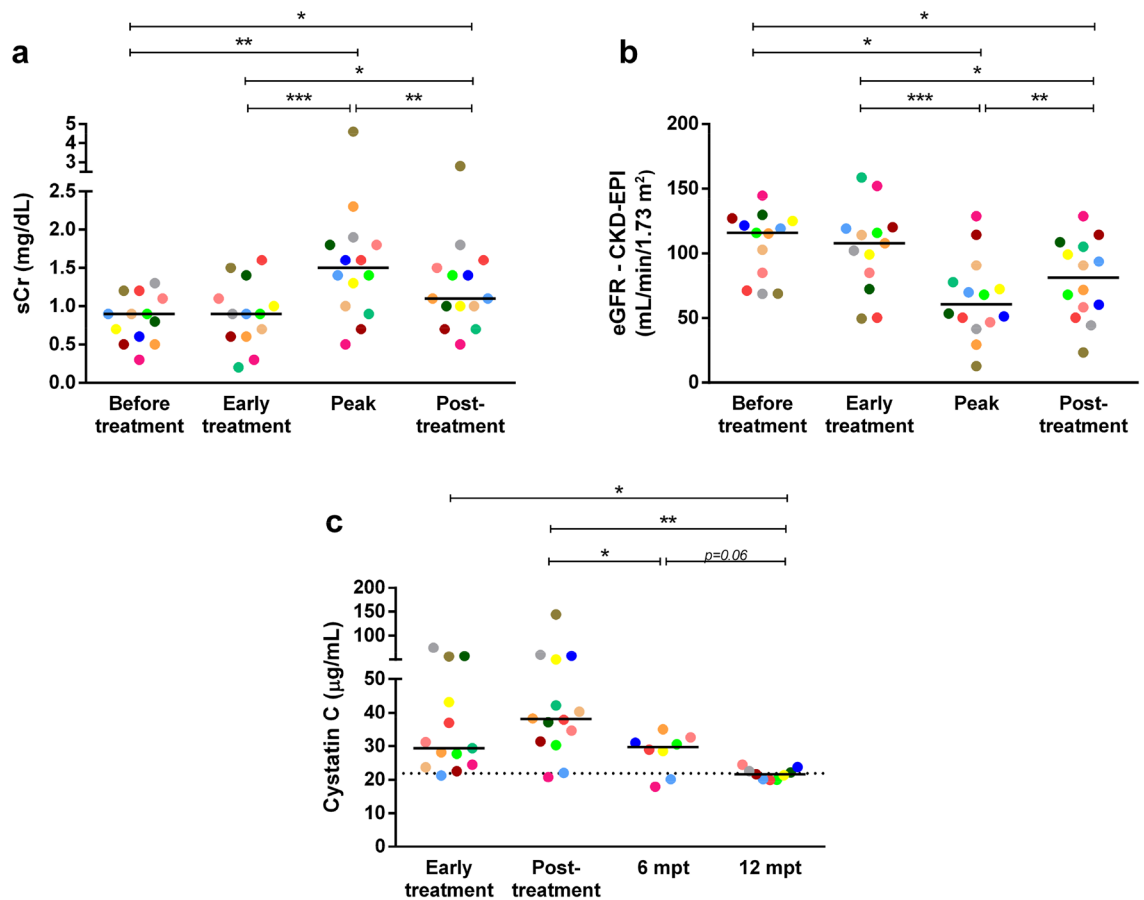 a
*
**
*
***
**
sCr (mg/dL)
5
4
3
2.5
2.0
1.5
1.0
0.5
0.0
Before
treatment
Early
treatment
Peak
Post-
treatment
b
*
*
*
***
**
eGFR - CKD-EPI
(mL/min/1.73 m²)
200
150
100
50
0
Before
treatment
Early
treatment
Peak
Post-
treatment
c
*
**
*
p=0.06
Cystatin C (µg/mL)
200
150
100
50
40
30
20
10
0
Early
treatment
Post-
treatment
6 mpt
12 mpt